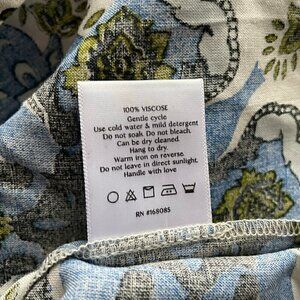 100% VISCOSE
Gentle cycle
Use cold water & mild detergent
Do not soak. Do not bleach.
Can be dry cleaned.
Hang to dry.
Warm iron on reverse.
Do not leave in direct sunlight.
Handle with love
RN #168085